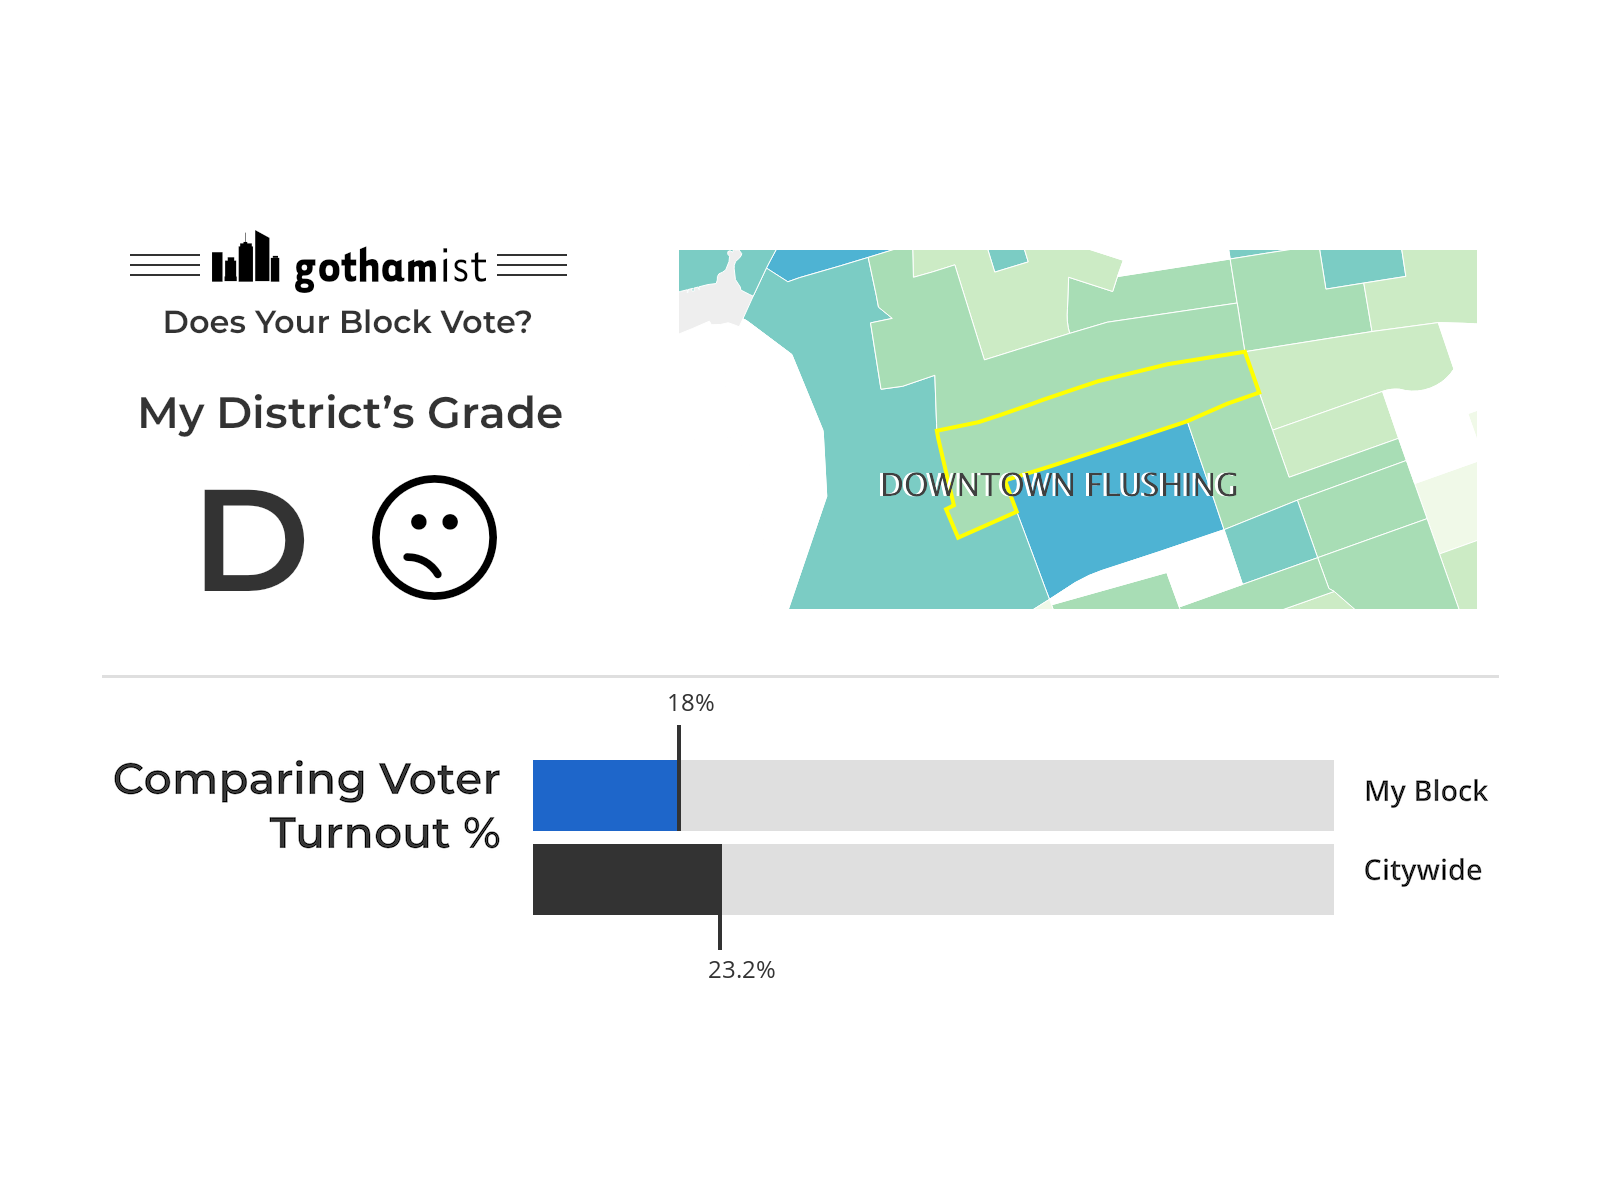 gothamist
Does Your Block Vote?
My District’s Grade
D
DOWNTOWN FLUSHING
18%
Comparing Voter
Turnout %
My Block
Citywide
23.2%